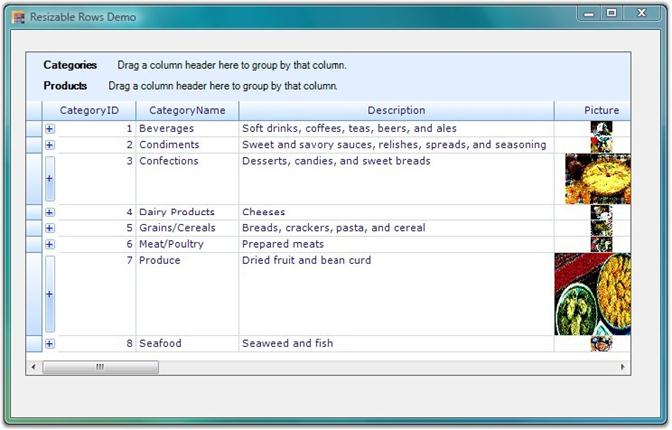 Resizable Rows Demo
Categories Drag a column header here to group by that column.
Products Drag a column header here to group by that column.
CategoryID CategoryName Description Picture
1 Beverages Soft drinks, coffees, teas, beers, and ales
2 Condiments Sweet and savory sauces, relishes, spreads, and seasoning
3 Confections Desserts, candies, and sweet breads
4 Dairy Products Cheeses
5 Grains/Cereals Breads, crackers, pasta, and cereal
6 Meat/Poultry Prepared meats
7 Produce Dried fruit and bean curd
8 Seafood Seaweed and fish